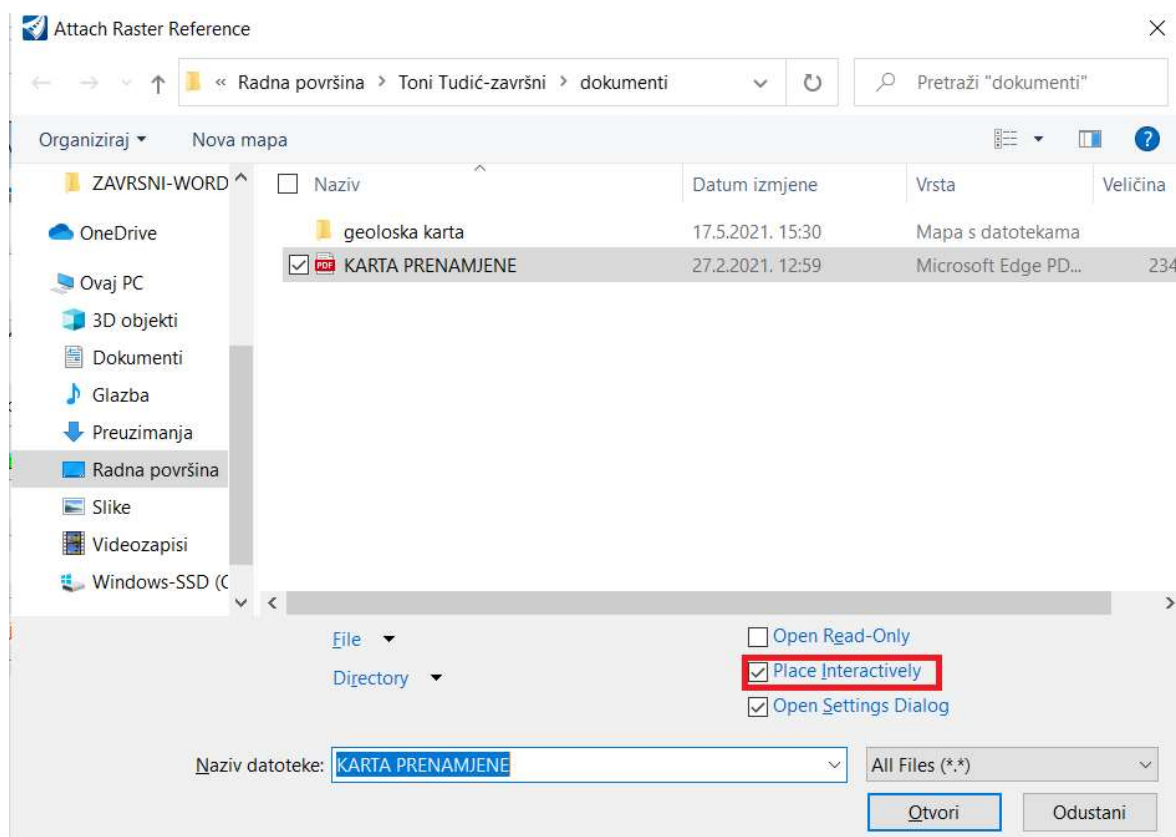 Attach Raster Reference
« Radna površina > Toni Tudić-završni > dokumenti
Pretraži "dokumenti"
Organiziraj
Nova mapa
Naziv
Datum izmjene
Vrsta
Veličina
ZAVRSNI-WORD
OneDrive
Ovaj PC
3D objekti
Dokumenti
Glazba
Preuzimanja
Radna površina
Slike
Videozapisi
Windows-SSD (C
geoloska karta 17.5.2021. 15:30 Mapa s datotekama
PDF KARTA PRENAMJENE 27.2.2021. 12:59 Microsoft Edge PD... 234
File
Directory
Open Read-Only
Place Interactively
Open Settings Dialog
Naziv datoteke: KARTA PRENAMJENE
All Files (*.*)
Otvori
Odustani